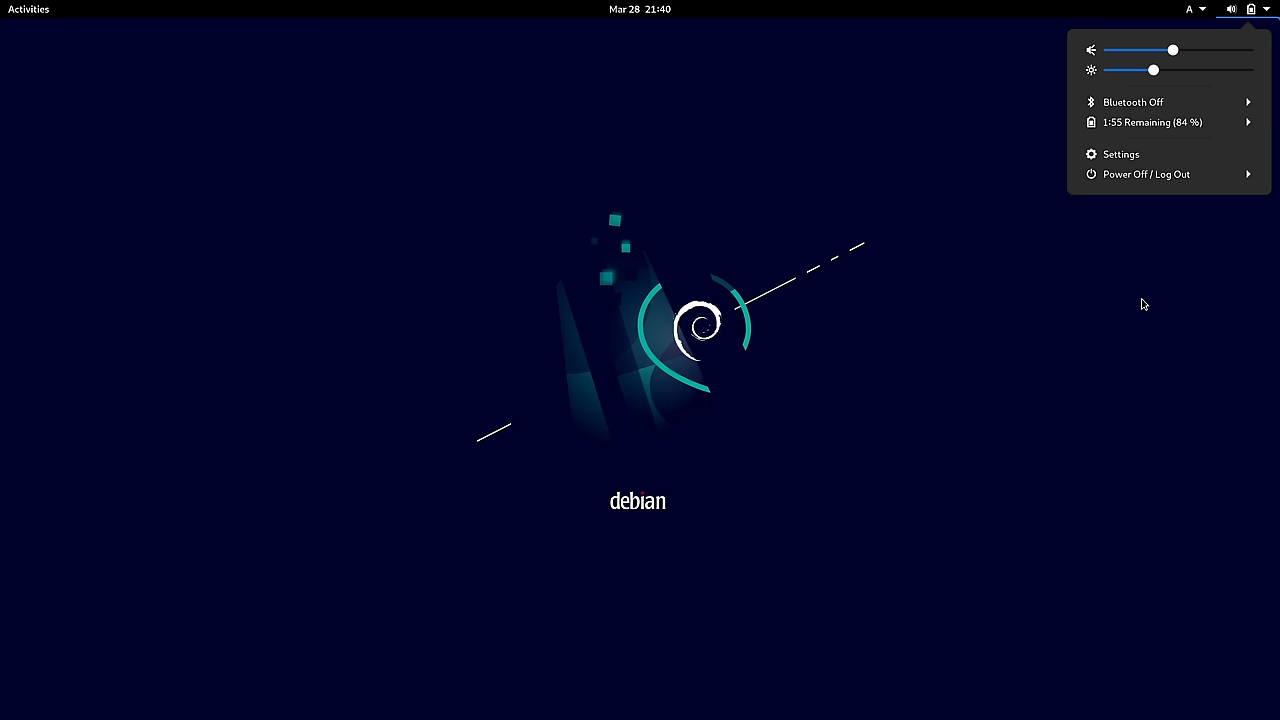 Activities
Mar 28 21:40
A
Bluetooth Off
1:55 Remaining (84 %)
Settings
Power Off / Log Out
debian